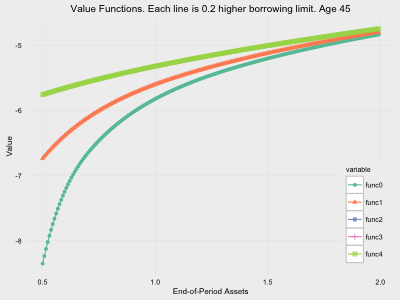 Value Functions. Each line is 0.2 higher borrowing limit. Age 45
-5
-6
-7
-8
Value
0.5 1.0 1.5 2.0
End-of-Period Assets
variable
func0
func1
func2
func3
func4